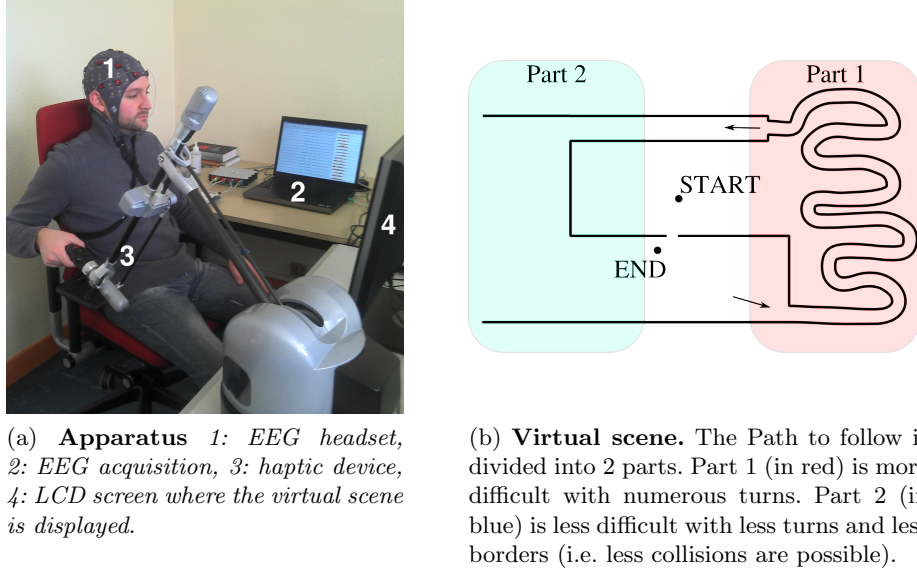 1
2
3
4
(a) Apparatus 1: EEG headset,
2: EEG acquisition, 3: haptic device,
4: LCD screen where the virtual scene
is displayed.
Part 2
Part 1
START
END
(b) Virtual scene. The Path to follow i
divided into 2 parts. Part 1 (in red) is mor
difficult with numerous turns. Part 2 (i
blue) is less difficult with less turns and les
borders (i.e. less collisions are possible).